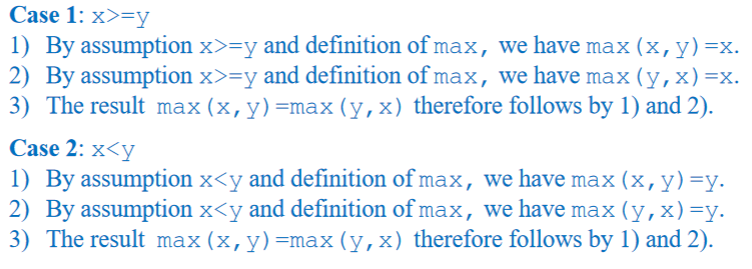 Case 1: x>=y
1) By assumption x>=y and definition of max, we have max(x,y)=x.
2) By assumption x>=y and definition of max, we have max(y,x)=x.
3) The result max(x,y)=max(y,x) therefore follows by 1) and 2).
Case 2: x<y
1) By assumption x<y and definition of max, we have max(x,y)=y.
2) By assumption x<y and definition of max, we have max(y,x)=y.
3) The result max(x,y)=max(y,x) therefore follows by 1) and 2).